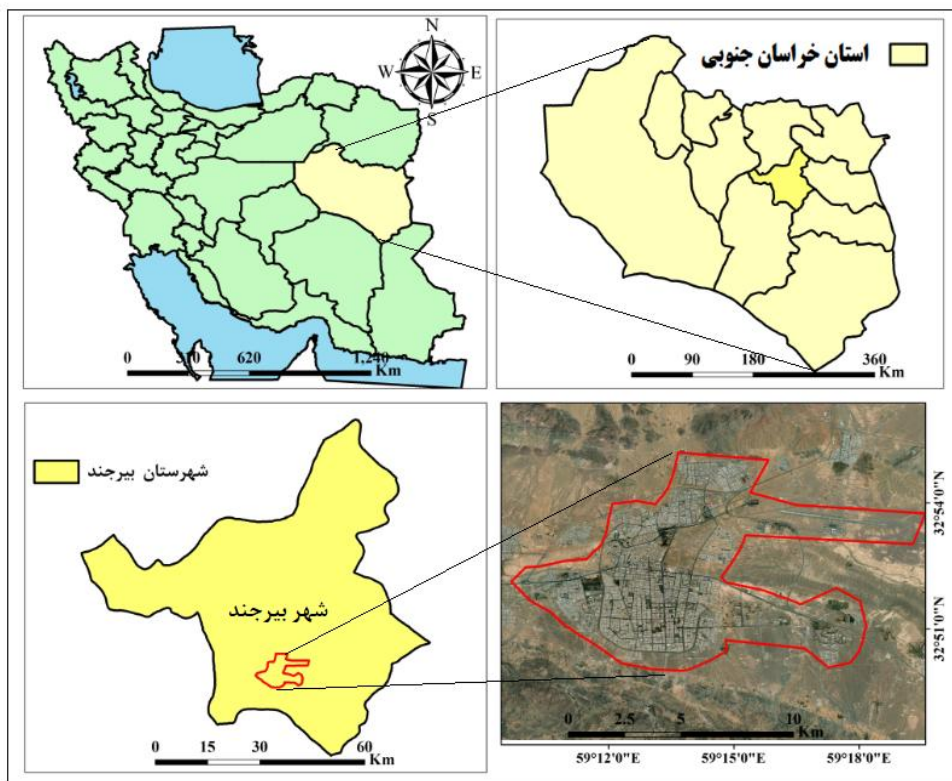 N
W E
S
0 310 620 1,240
Km
استان خراسان جنوبی
0 90 180 360
Km
شهرستان بیرجند
شهر بیرجند
0 15 30 60
Km
32°54'0"N
32°51'0"N
0 2.5 5 10
Km
59°12'0"E 59°15'0"E 59°18'0"E